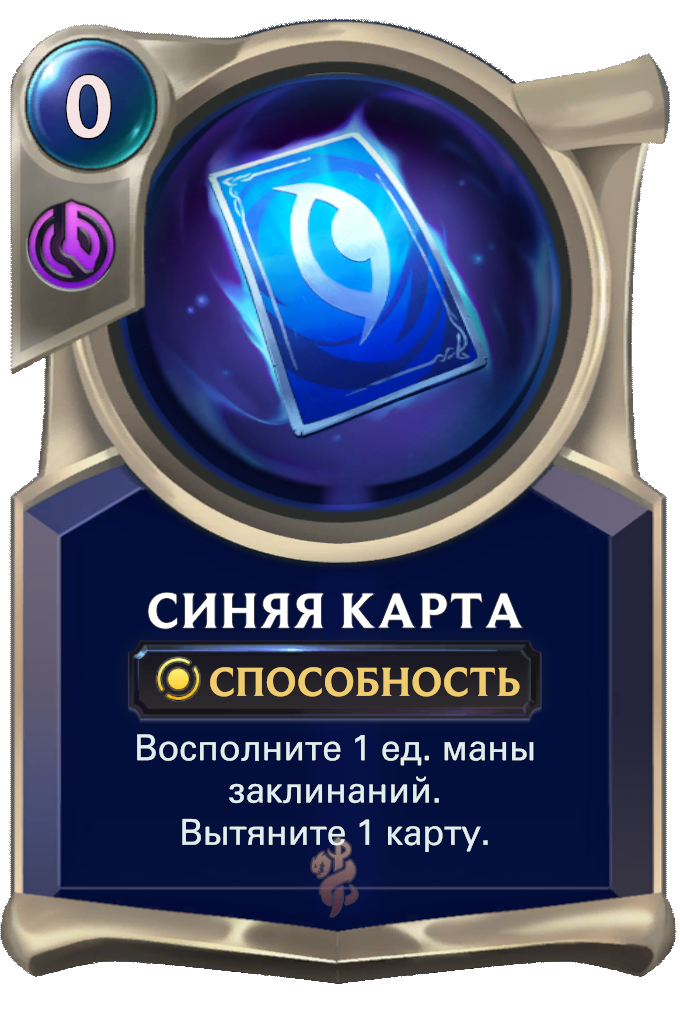 0
СИНЯЯ КАРТА
СПОСОБНОСТЬ
Восполните 1 ед. маны
заклинаний.
Вытяните 1 карту.